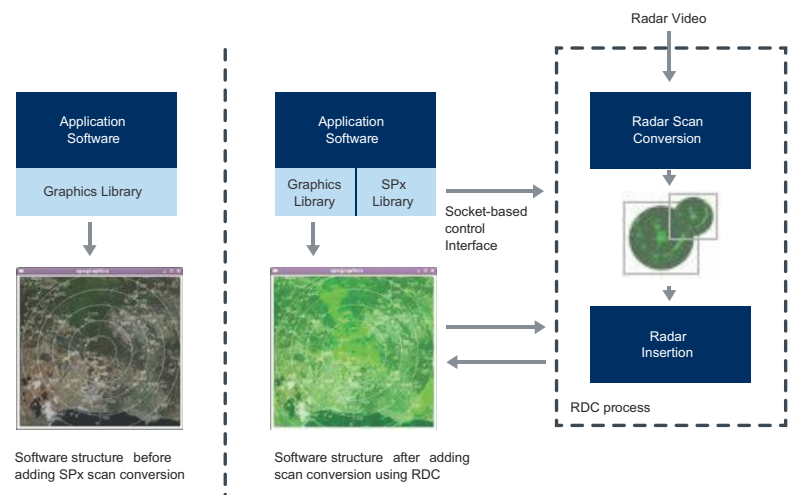 Radar Video
Application
Software
Graphics Library
Application
Software
Graphics
Library
SPx
Library
Socket-based
control
Interface
Radar Scan
Conversion
Radar
Insertion
RDC process
Software structure before
adding SPx scan conversion
Software structure after adding
scan conversion using RDC